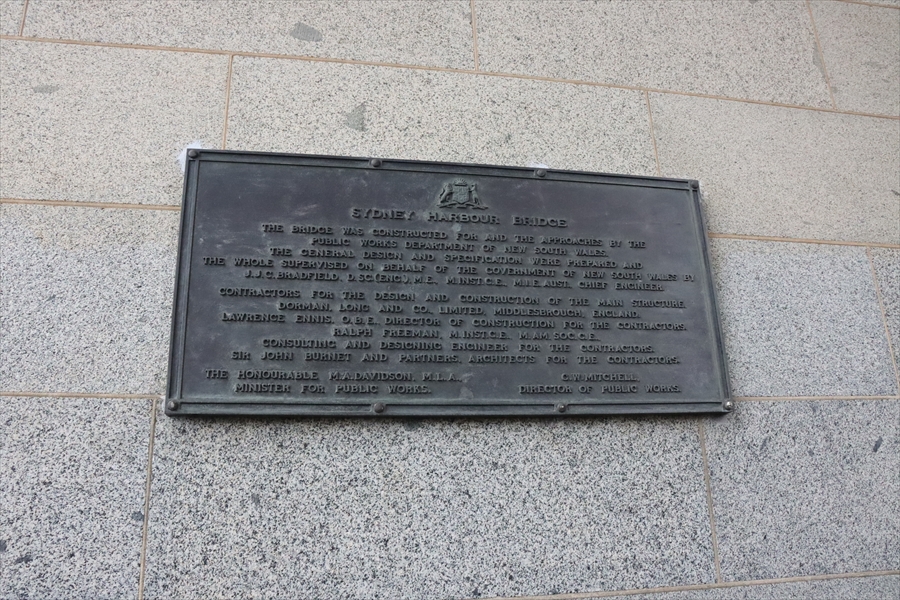 SYDNEY HARBOUR BRIDGE
THE BRIDGE WAS CONSTRUCTED FOR AND THE APPROACHES BY THE
PUBLIC WORKS DEPARTMENT OF NEW SOUTH WALES.
THE GENERAL DESIGN AND SPECIFICATION WERE PREPARED AND
THE WHOLE SUPERVISED ON BEHALF OF THE GOVERNMENT OF NEW SOUTH WALES BY
J.J.C. BRADFIELD, D.SC.(ENG.), M.E., M.INST.C.E., M.I.E.AUST. CHIEF ENGINEER.
CONTRACTORS FOR THE DESIGN AND CONSTRUCTION OF THE MAIN STRUCTURE,
DORMAN, LONG AND CO., LIMITED, MIDDLESBROUGH, ENGLAND.
LAWRENCE ENNIS, O.B.E., DIRECTOR OF CONSTRUCTION FOR THE CONTRACTORS.
RALPH FREEMAN, M.INST.C.E., M.AM.SOC.C.E.,
CONSULTING AND DESIGNING ENGINEER FOR THE CONTRACTORS.
SIR JOHN BURNET AND PARTNERS, ARCHITECTS FOR THE CONTRACTORS.
THE HONOURABLE M.A.DAVIDSON, M.L.A., C.W.MITCHELL
MINISTER FOR PUBLIC WORKS. DIRECTOR OF PUBLIC WORKS.